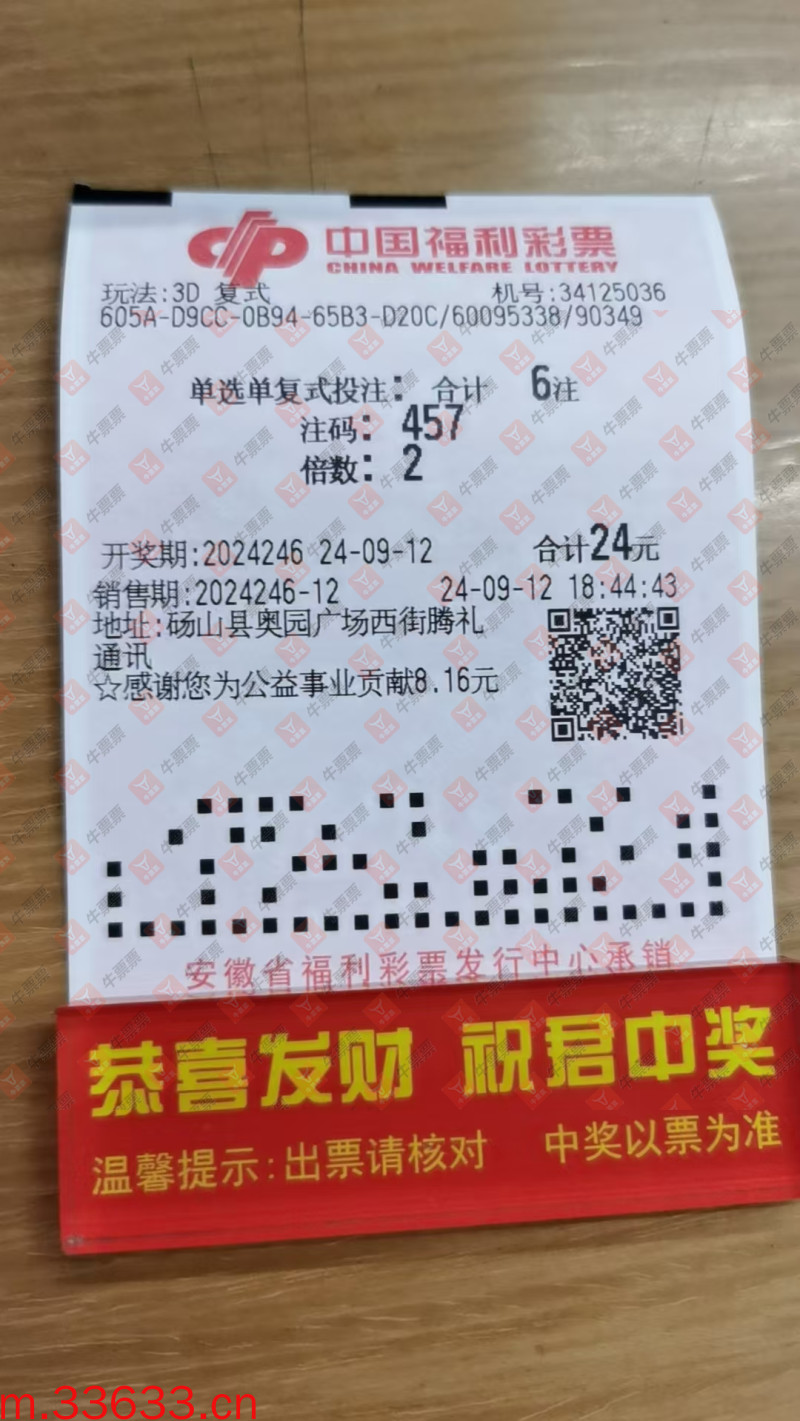 中国福利彩票
CHINA WELFARE LOTTERY
玩法:3D 复式 机号:34125036
605A-D9CC-0B94-65B3-D20C/60095338/90349
单选单复式投注: 合计 6注
注码: 457
倍数: 2
开奖期:2024246 24-09-12 合计24元
销售期:2024246-12 24-09-12 18:44:43
地址:砀山县奥园广场西街腾礼
通讯
☆感谢您为公益事业贡献8.16元
安徽省福利彩票发行中心承销
恭喜发财 祝君中奖
温馨提示:出票请核对 中奖以票为准
牛票票
m.33633.cn